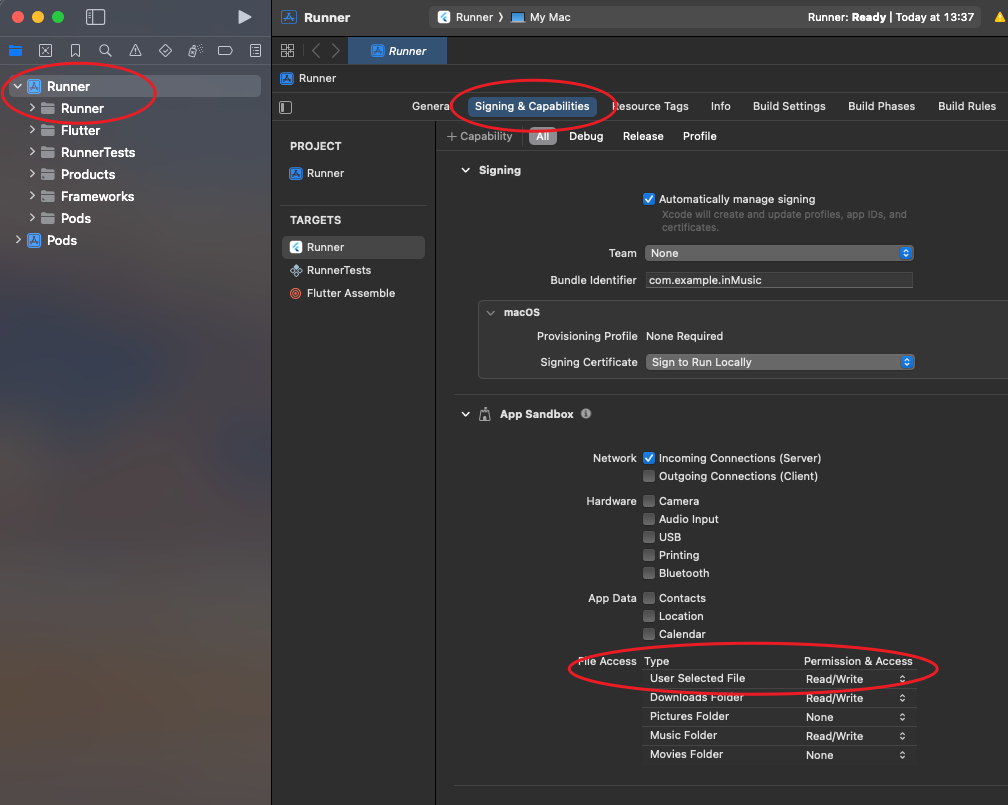 Runner
Runner
Flutter
RunnerTests
Products
Frameworks
Pods
Pods
Runner
Runner 〉 My Mac
Runner: Ready | Today at 13:37
Runner
Runner
General
Signing & Capabilities
Resource Tags
Info
Build Settings
Build Phases
Build Rules
+ Capability
All
Debug
Release
Profile
PROJECT
Runner
TARGETS
Runner
RunnerTests
Flutter Assemble
Signing
Automatically manage signing
Xcode will create and update profiles, app IDs, and
certificates.
Team None
Bundle Identifier com.example.inMusic
macOS
Provisioning Profile None Required
Signing Certificate Sign to Run Locally
App Sandbox
Network Incoming Connections (Server)
Outgoing Connections (Client)
Hardware Camera
Audio Input
USB
Printing
Bluetooth
App Data Contacts
Location
Calendar
File Access Type Permission & Access
User Selected File Read/Write
Downloads Folder Read/Write
Pictures Folder None
Music Folder Read/Write
Movies Folder None